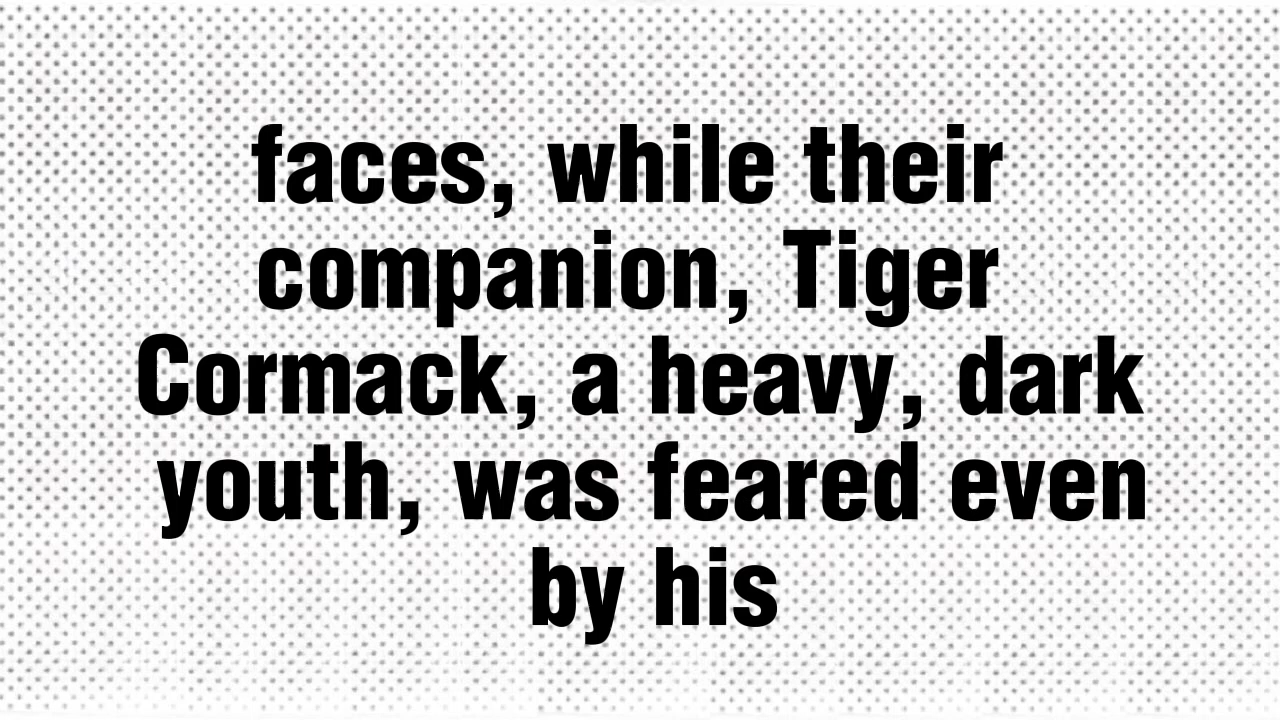 faces, while their
companion, Tiger
Cormack, a heavy, dark
youth, was feared even
by his